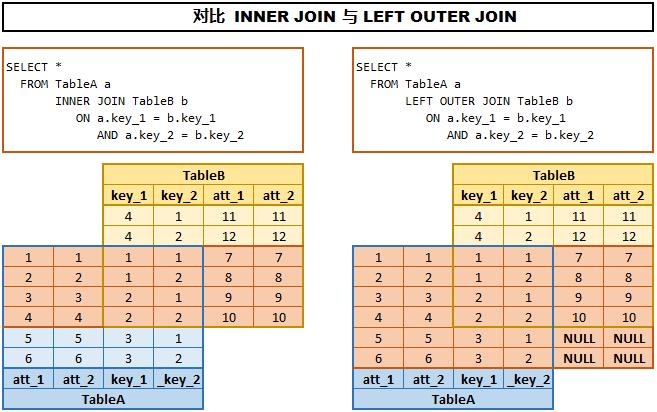 对比 INNER JOIN 与 LEFT OUTER JOIN
SELECT *
FROM TableA a
INNER JOIN TableB b
ON a.key_1 = b.key_1
AND a.key_2 = b.key_2
TableB
key_1 key_2 att_1 att_2
4 1 11 11
4 2 12 12
1 1 1 1 7 7
2 2 1 2 8 8
3 3 2 1 9 9
4 4 2 2 10 10
5 5 3 1
6 6 3 2
att_1 att_2 key_1 _key_2
TableA
SELECT *
FROM TableA a
LEFT OUTER JOIN TableB b
ON a.key_1 = b.key_1
AND a.key_2 = b.key_2
TableB
key_1 key_2 att_1 att_2
4 1 11 11
4 2 12 12
1 1 1 1 7 7
2 2 1 2 8 8
3 3 2 1 9 9
4 4 2 2 10 10
5 5 3 1 NULL NULL
6 6 3 2 NULL NULL
att_1 att_2 key_1 _key_2
TableA